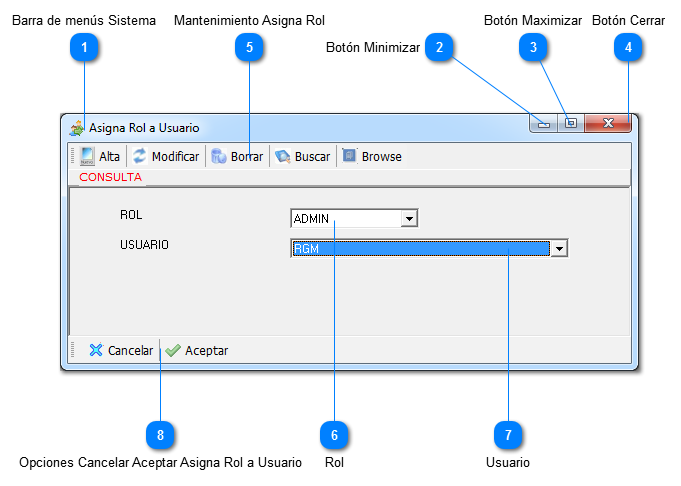 Barra de menús Sistema
Mantenimiento Asigna Rol
Botón Maximizar
Botón Cerrar
1
5
Botón Minimizar
2
3
4
Asigna Rol a Usuario
Alta
Modificar
Borrar
Buscar
Browse
CONSULTA
ROL
ADMIN
USUARIO
RGM
Cancelar
Aceptar
8
6
7
Opciones Cancelar Aceptar Asigna Rol a Usuario
Rol
Usuario